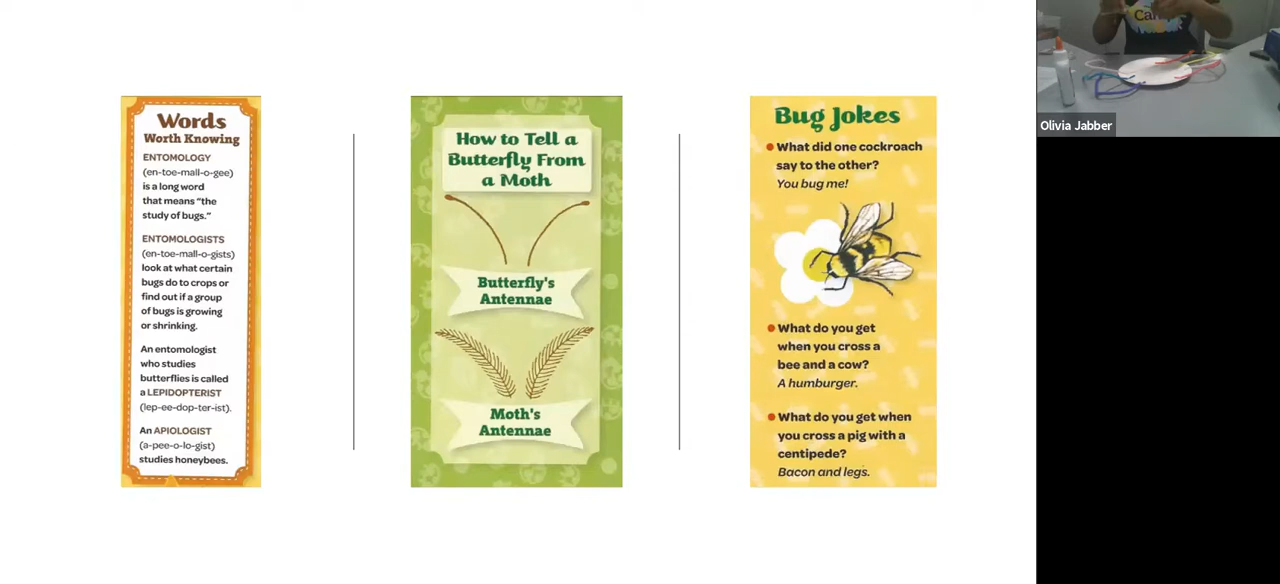 Words
Worth Knowing
ENTOMOLOGY
(en-toe-mall-o-gee)
is a long word
that means "the
study of bugs."
ENTOMOLOGISTS
(en-toe-mall-o-gists)
look at what certain
bugs do to crops or
find out if a group
of bugs is growing
or shrinking.
An entomologist
who studies
butterflies is called
a LEPIDOPTERIST
(lep-ee-dop-ter-ist).
An APIOLOGIST
(a-pee-o-lo-gist)
studies honeybees.
How to Tell a
Butterfly From
a Moth
Butterfly's
Antennae
Moth's
Antennae
Bug Jokes
What did one cockroach
say to the other?
You bug me!
What do you get
when you cross a
bee and a cow?
A humburger.
What do you get when
you cross a pig with a
centipede?
Bacon and legs.
Olivia Jabber